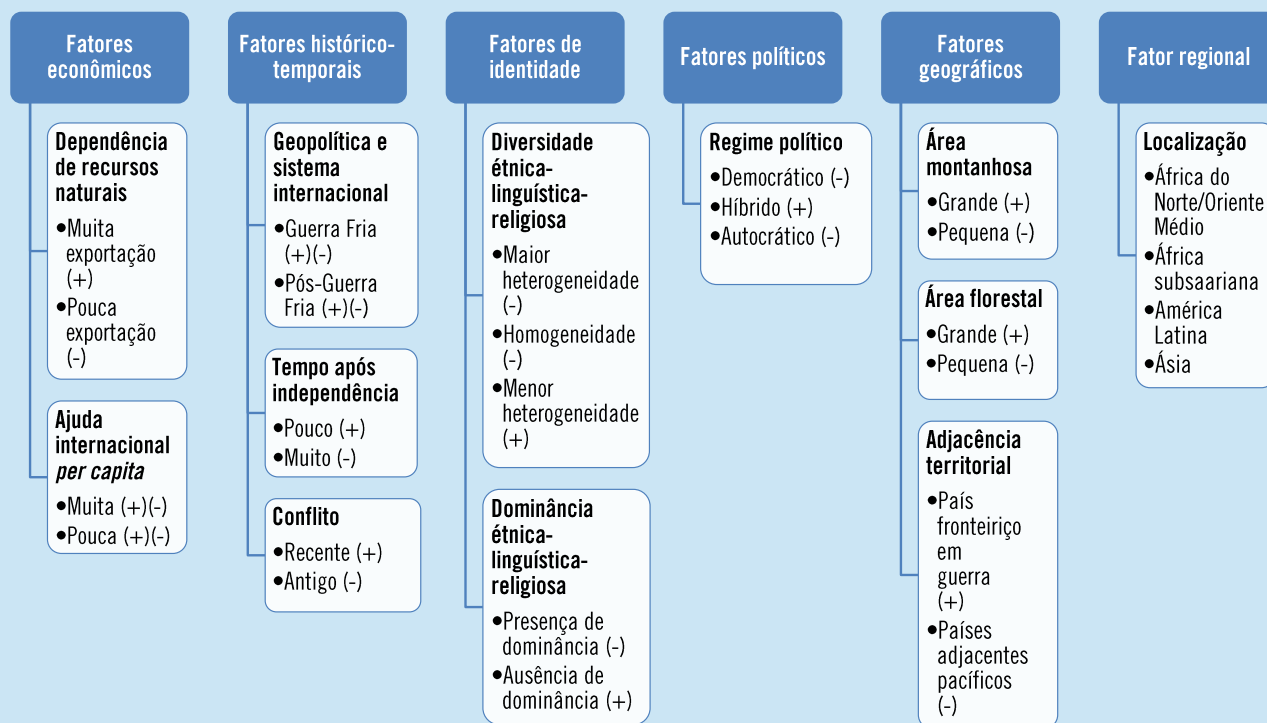 Fatores
econômicos
Dependência
de recursos
naturais
•Muita
exportação
(+)
•Pouca
exportação
(-)
Ajuda
internacional
per capita
•Muita (+)(-)
•Pouca (+)(-)
Fatores histórico-
temporais
Geopolítica e
sistema
internacional
•Guerra Fria
(+)(-)
•Pós-Guerra
Fria (+)(-)
Tempo após
independência
•Pouco (+)
•Muito (-)
Conflito
•Recente (+)
•Antigo (-)
Fatores de
identidade
Diversidade
étnica-
linguística-
religiosa
•Maior
heterogeneidade
(-)
•Homogeneidade
(-)
•Menor
heterogeneidade
(+)
Dominância
étnica-
linguística-
religiosa
•Presença de
dominância (-)
•Ausência de
dominância (+)
Fatores políticos
Regime político
•Democrático (-)
•Híbrido (+)
•Autocrático (-)
Fatores
geográficos
Área
montanhosa
•Grande (+)
•Pequena (-)
Área florestal
•Grande (+)
•Pequena (-)
Adjacência
territorial
•País
fronteiriço
em
guerra
(+)
•Países
adjacentes
pacíficos
(-)
Fator regional
Localização
•África do
Norte/Oriente
Médio
•África
subsaariana
•América
Latina
•Ásia